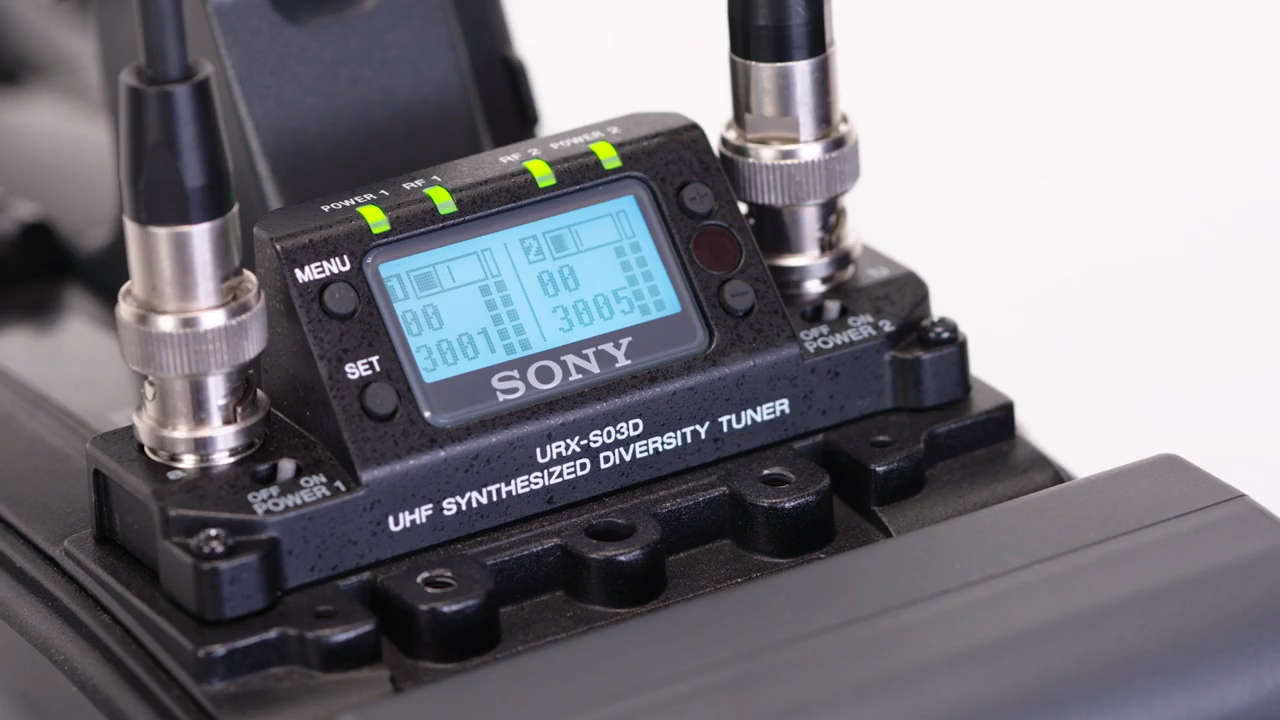 POWER 1 RF 1 RF 2 POWER 2
MENU
SET
1 2
00 00
3001 3005
SONY
URX-S03D
UHF SYNTHESIZED DIVERSITY TUNER
OFF ON
POWER 1
OFF ON
POWER 2
a
b
+